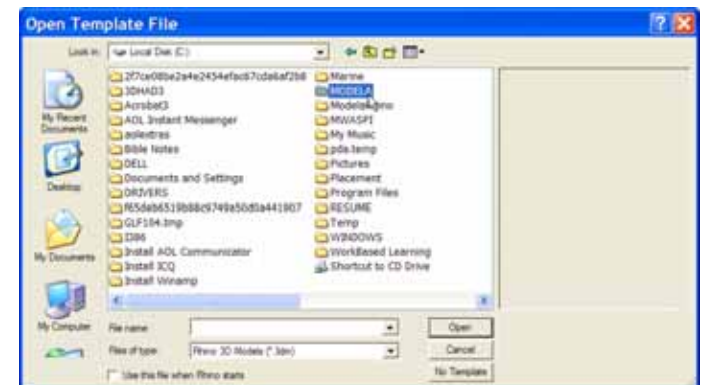 Open Template File
Look in: Local Disk (C:)
My Recent Documents
Desktop
My Documents
My Computer
3DHAD3
Acrobat3
AOL Instant Messenger
aolextras
Bible Notes
DELL
Documents and Settings
DRIVERS
GLF104.tmp
I386
Install AOL Communicator
Install ICQ
Install Winamp
Marine
MODELA
MWASPI
My Music
pda.temp
Pictures
Placement
Program Files
RESUME
Temp
WINDOWS
WorkBased Learning
Shortcut to CD Drive
File name:
Open
Files of type: Rhino 3D Models (*.3dm)
Cancel
Use this file when Rhino starts
No Template